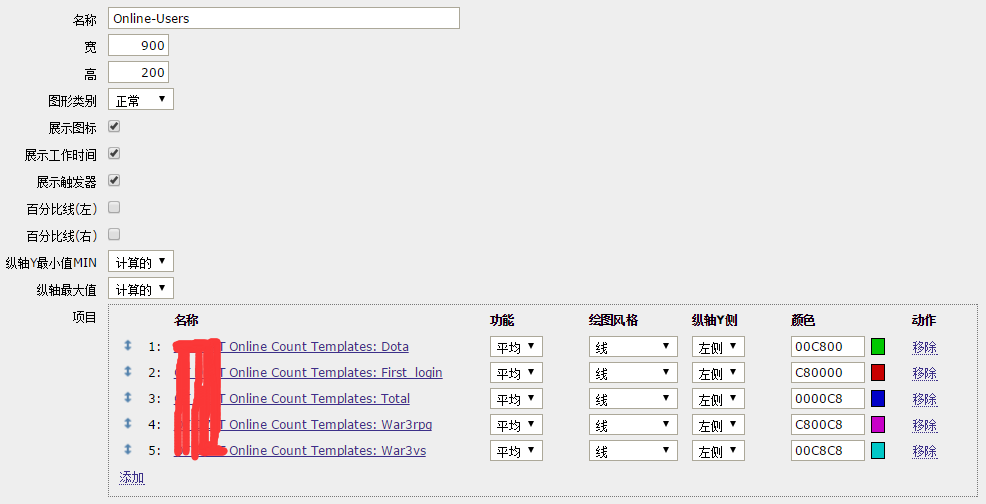 名称 Online-Users
宽 900
高 200
图形类别 正常
展示图标
展示工作时间
展示触发器
百分比线(左)
百分比线(右)
纵轴Y最小值MIN 计算的
纵轴最大值 计算的
项目 名称 功能 绘图风格 纵轴Y侧 颜色 动作
1: T Online Count Templates: Dota 平均 线 左侧 00C800 移除
2: T Online Count Templates: First_login 平均 线 左侧 C80000 移除
3: T Online Count Templates: Total 平均 线 左侧 0000C8 移除
4: T Online Count Templates: War3rpg 平均 线 左侧 C800C8 移除
5: T Online Count Templates: War3vs 平均 线 左侧 00C8C8 移除
添加